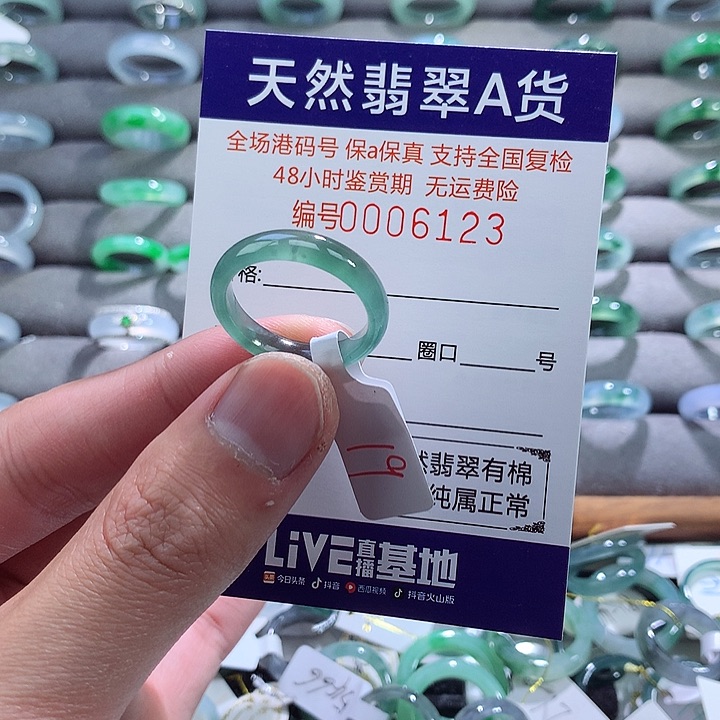 天然翡翠A货
全场港码号 保a保真 支持全国复检
48小时鉴赏期 无运费险
编号0006123
格:
圈口 号
然翡翠有棉
纯属正常
LiVE直播基地
今日头条 抖音 西瓜视频 抖音火山版